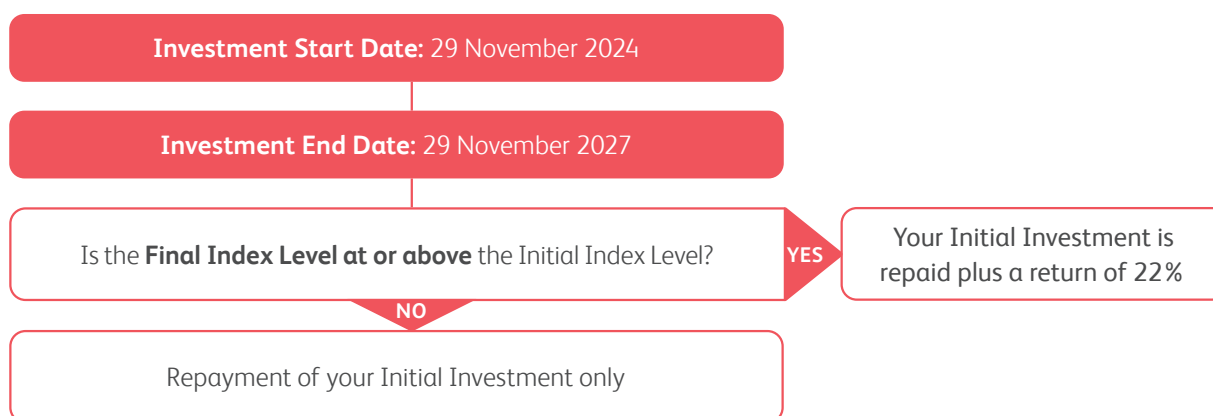 Investment Start Date: 29 November 2024
Investment End Date: 29 November 2027
Is the Final Index Level at or above the Initial Index Level?
YES
Your Initial Investment is
repaid plus a return of 22%
NO
Repayment of your Initial Investment only